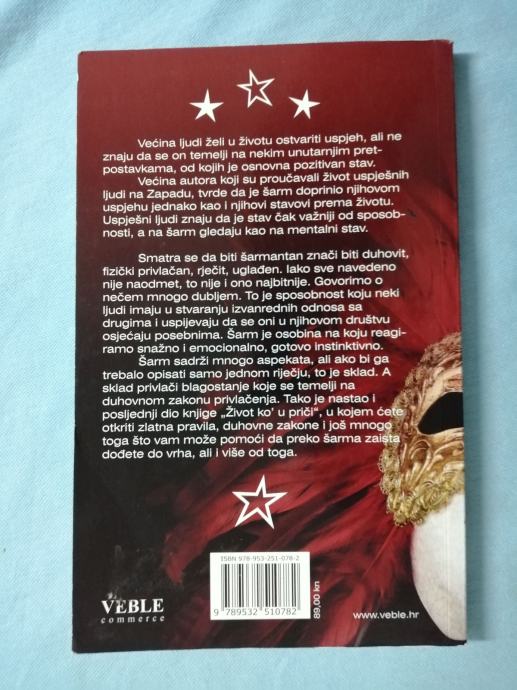 Većina ljudi želi u životu ostvariti uspjeh, ali ne
znaju da se on temelji na nekim unutarnjim pret-
postavkama, od kojih je osnovna pozitivan stav.
Većina autora koji su proučavali život uspješnih
ljudi na Zapadu, tvrde da je šarm doprinio njihovom
uspjehu jednako kao i njihovi stavovi prema životu.
Uspješni ljudi znaju da je stav čak važniji od sposob-
nosti, a na šarm gledaju kao na mentalni stav.
Smatra se da biti šarmantan znači biti duhovit,
fizički privlačan, rječit, uglađen. Iako sve navedeno
nije naodmet, to nije i ono najbitnije. Govorimo o
nečem mnogo dubljem. To je sposobnost koju neki
ljudi imaju u stvaranju izvanrednih odnosa sa
drugima i uspijevaju da se oni u njihovom društvu
osjećaju posebnima. Šarm je osobina na koju reagi-
ramo snažno i emocionalno, gotovo instinktivno.
Šarm sadrži mnogo aspekata, ali ako bi ga
trebalo opisati samo jednom riječju, to je sklad. A
sklad privlači blagostanje koje se temelji na
duhovnom zakonu privlačenja. Tako je nastao i
posljednji dio knjige „Život ko' u priči“, u kojem ćete
otkriti zlatna pravila, duhovne zakone i još mnogo
toga što vam može pomoći da preko šarma zaista
dođete do vrha, ali i više od toga.
ISBN 978-953-251-078-2
9 789532 510782
89,00 kn
VEBLE
commerce
www.veble.hr